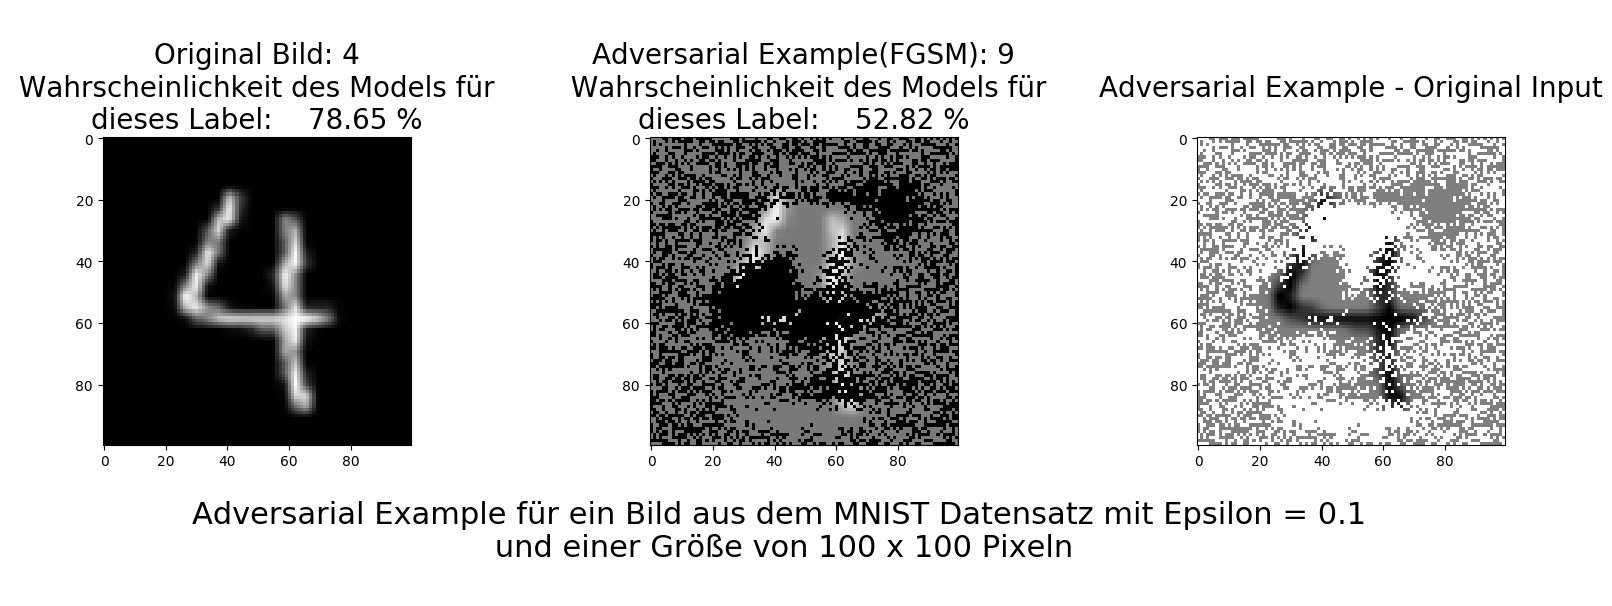 Original Bild: 4
Wahrscheinlichkeit des Models für
dieses Label: 78.65 %
0
20
40
60
80
0 20 40 60 80
Adversarial Example(FGSM): 9
Wahrscheinlichkeit des Models für
dieses Label: 52.82 %
0
20
40
60
80
0 20 40 60 80
Adversarial Example - Original Input
0
20
40
60
80
0 20 40 60 80
Adversarial Example für ein Bild aus dem MNIST Datensatz mit Epsilon = 0.1
und einer Größe von 100 x 100 Pixeln